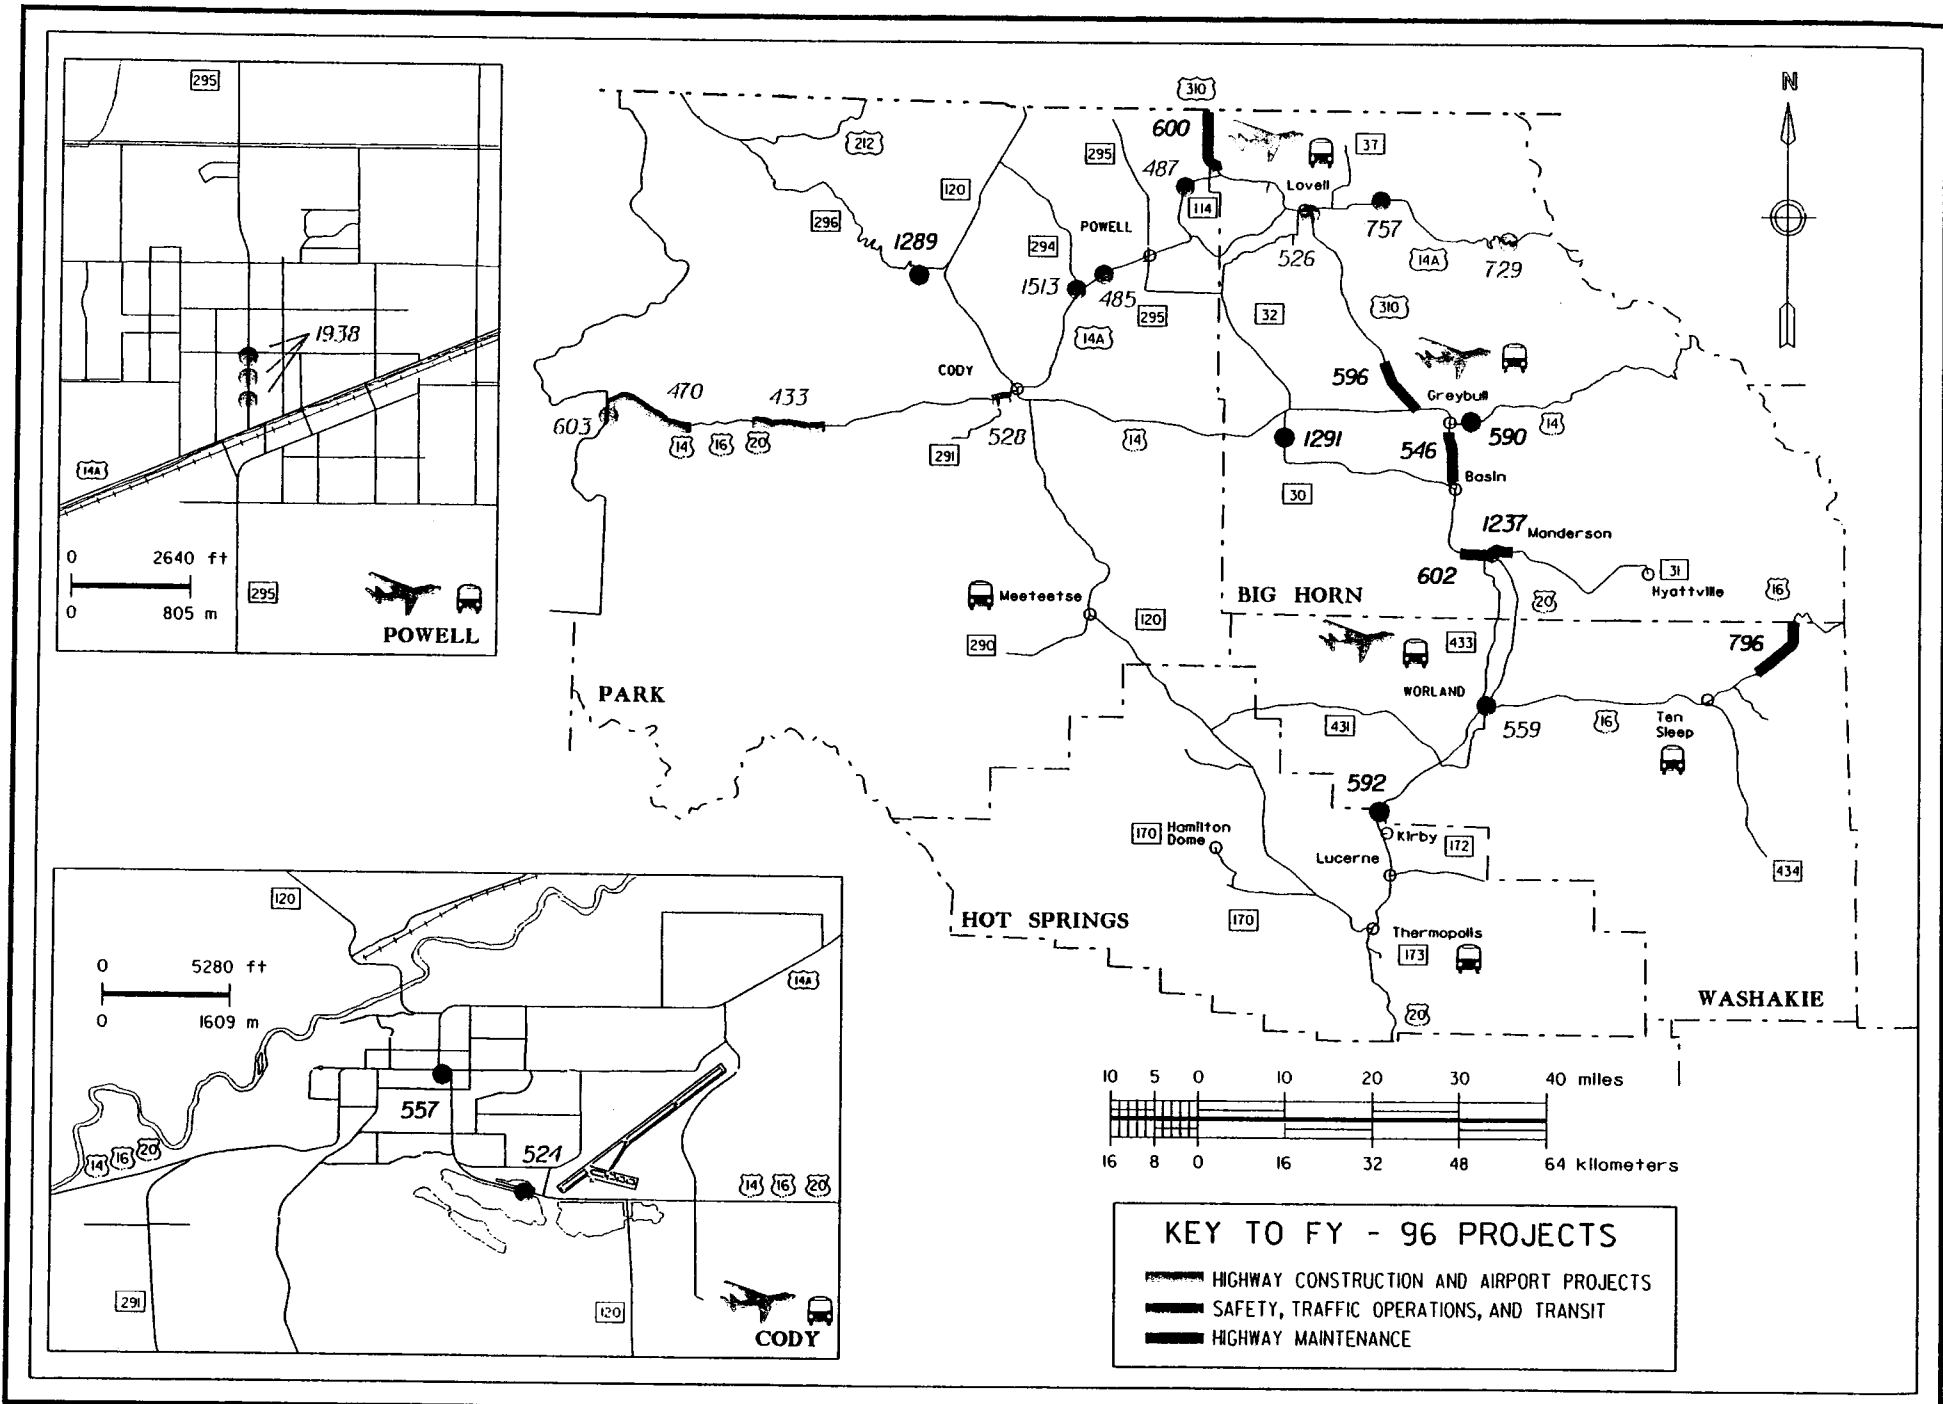 295
1938
14A
0 2640 ft
0 805 m
295
POWELL
310
600
212
295
37
487
Lovell
120
114
296
POWELL
757
1289
294
526
14A
729
1513
485
295
32
310
14A
CODY
596
470
433
Greybull
603
528
14
14
16
20
291
1291
546
590
14
Basin
30
1237
Manderson
602
31
Hyattville
Meeteetse
BIG HORN
20
16
120
290
433
796
PARK
WORLAND
431
559
16
Ten
Sleep
592
170
Hamilton
Dome
Kirby
172
Lucerne
434
170
HOT SPRINGS
Thermopolis
173
20
WASHAKIE
N
120
0 5280 ft
0 1609 m
14A
557
524
14 16 20
14 16 20
291
120
CODY
10 5 0 10 20 30 40 miles
16 8 0 16 32 48 64 kilometers
KEY TO FY - 96 PROJECTS
HIGHWAY CONSTRUCTION AND AIRPORT PROJECTS
SAFETY, TRAFFIC OPERATIONS, AND TRANSIT
HIGHWAY MAINTENANCE